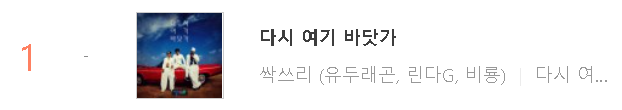 1
-
다시 여기 바닷가
싹쓰리 (유두래곤, 린다G, 비룡) | 다시 여...